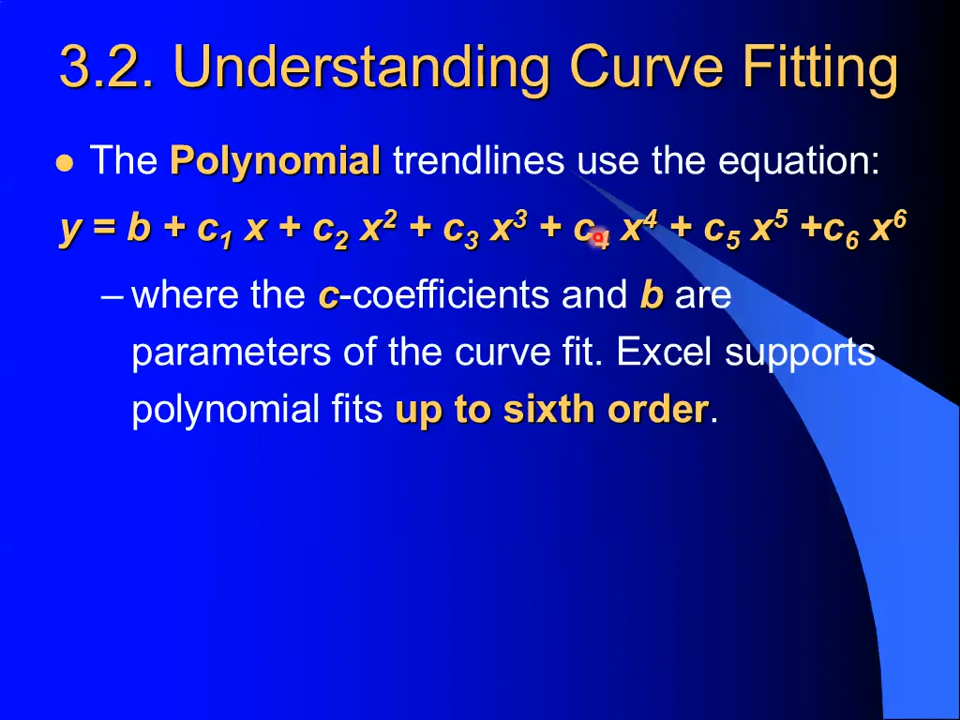 3.2. Understanding Curve Fitting
● The Polynomial trendlines use the equation:
y = b + c₁ x + c₂ x² + c₃ x³ + c₄ x⁴ + c₅ x⁵ +c₆ x⁶
– where the c-coefficients and b are
parameters of the curve fit. Excel supports
polynomial fits up to sixth order.